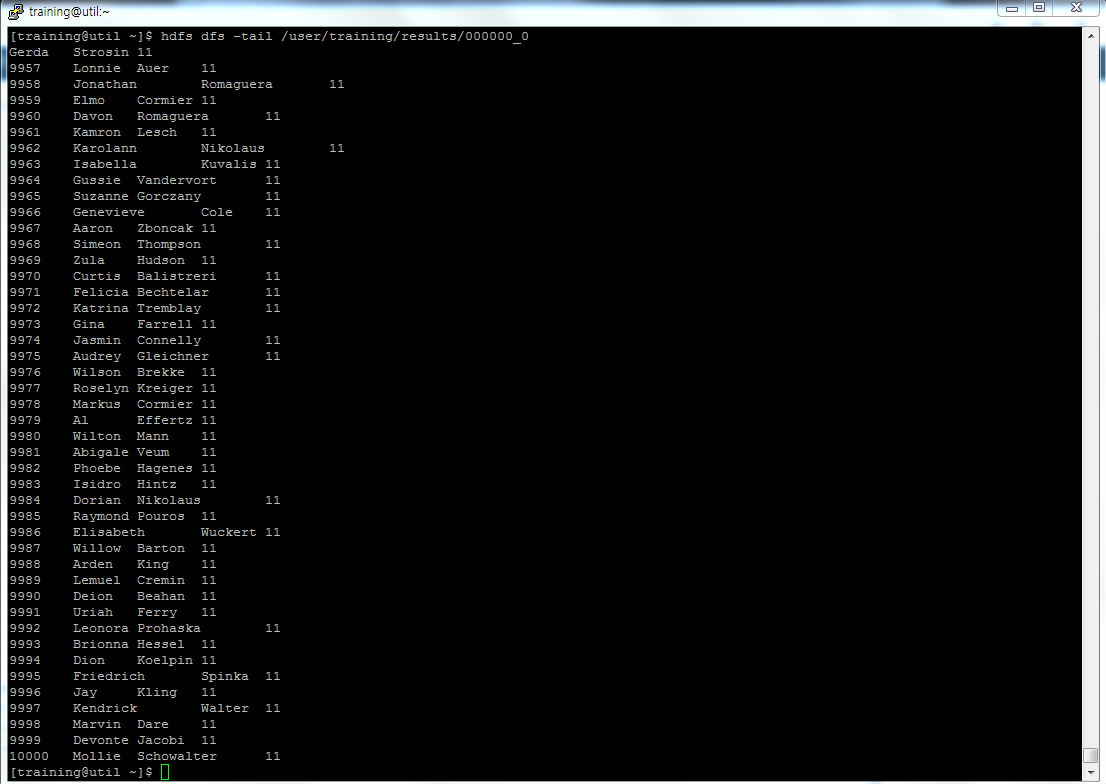 training@util:~
[training@util ~]$ hdfs dfs -tail /user/training/results/000000_0
Gerda Strosin 11
9957 Lonnie Auer 11
9958 Jonathan Romaguera 11
9959 Elmo Cormier 11
9960 Davon Romaguera 11
9961 Kamron Lesch 11
9962 Karolann Nikolaus 11
9963 Isabella Kuvalis 11
9964 Gussie Vandervort 11
9965 Suzanne Gorczany 11
9966 Genevieve Cole 11
9967 Aaron Zboncak 11
9968 Simeon Thompson 11
9969 Zula Hudson 11
9970 Curtis Balistreri 11
9971 Felicia Bechtelar 11
9972 Katrina Tremblay 11
9973 Gina Farrell 11
9974 Jasmin Connelly 11
9975 Audrey Gleichner 11
9976 Wilson Brekke 11
9977 Roselyn Kreiger 11
9978 Markus Cormier 11
9979 Al Effertz 11
9980 Wilton Mann 11
9981 Abigale Veum 11
9982 Phoebe Hagenes 11
9983 Isidro Hintz 11
9984 Dorian Nikolaus 11
9985 Raymond Pouros 11
9986 Elisabeth Wuckert 11
9987 Willow Barton 11
9988 Arden King 11
9989 Lemuel Cremin 11
9990 Deion Beahan 11
9991 Uriah Ferry 11
9992 Leonora Prohaska 11
9993 Brionna Hessel 11
9994 Dion Koelpin 11
9995 Friedrich Spinka 11
9996 Jay Kling 11
9997 Kendrick Walter 11
9998 Marvin Dare 11
9999 Devonte Jacobi 11
10000 Mollie Schowalter 11
[training@util ~]$